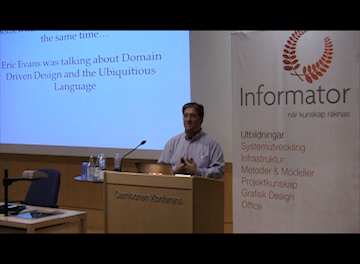 the same time…
Eric Evans was talking about Domain
Driven Design and the Ubiquitious
Language
Informator
när kunskap räknas
Utbildningar
Systemutveckling
Infrastruktur
Metoder & Modeller
Projektkunskap
Grafisk Design
Office